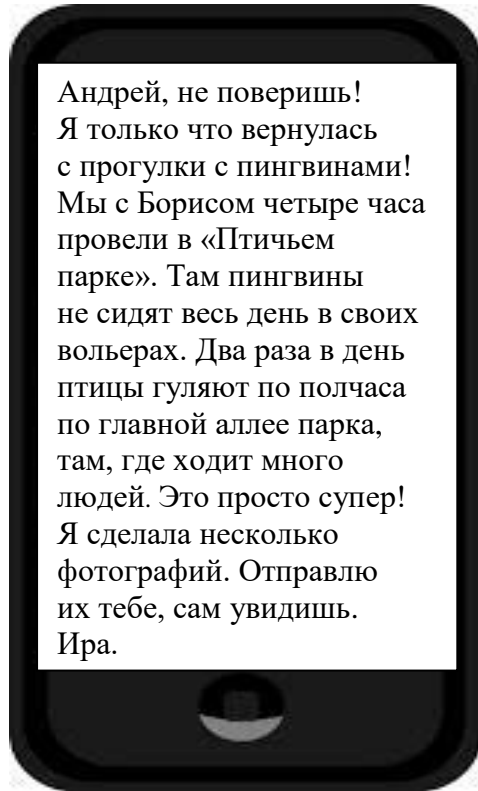 Андрей, не поверишь!
Я только что вернулась
с прогулки с пингвинами!
Мы с Борисом четыре часа
провели в «Птичьем
парке». Там пингвины
не сидят весь день в своих
вольерах. Два раза в день
птицы гуляют по полчаса
по главной аллее парка,
там, где ходит много
людей. Это просто супер!
Я сделала несколько
фотографий. Отправлю
их тебе, сам увидишь.
Ира.